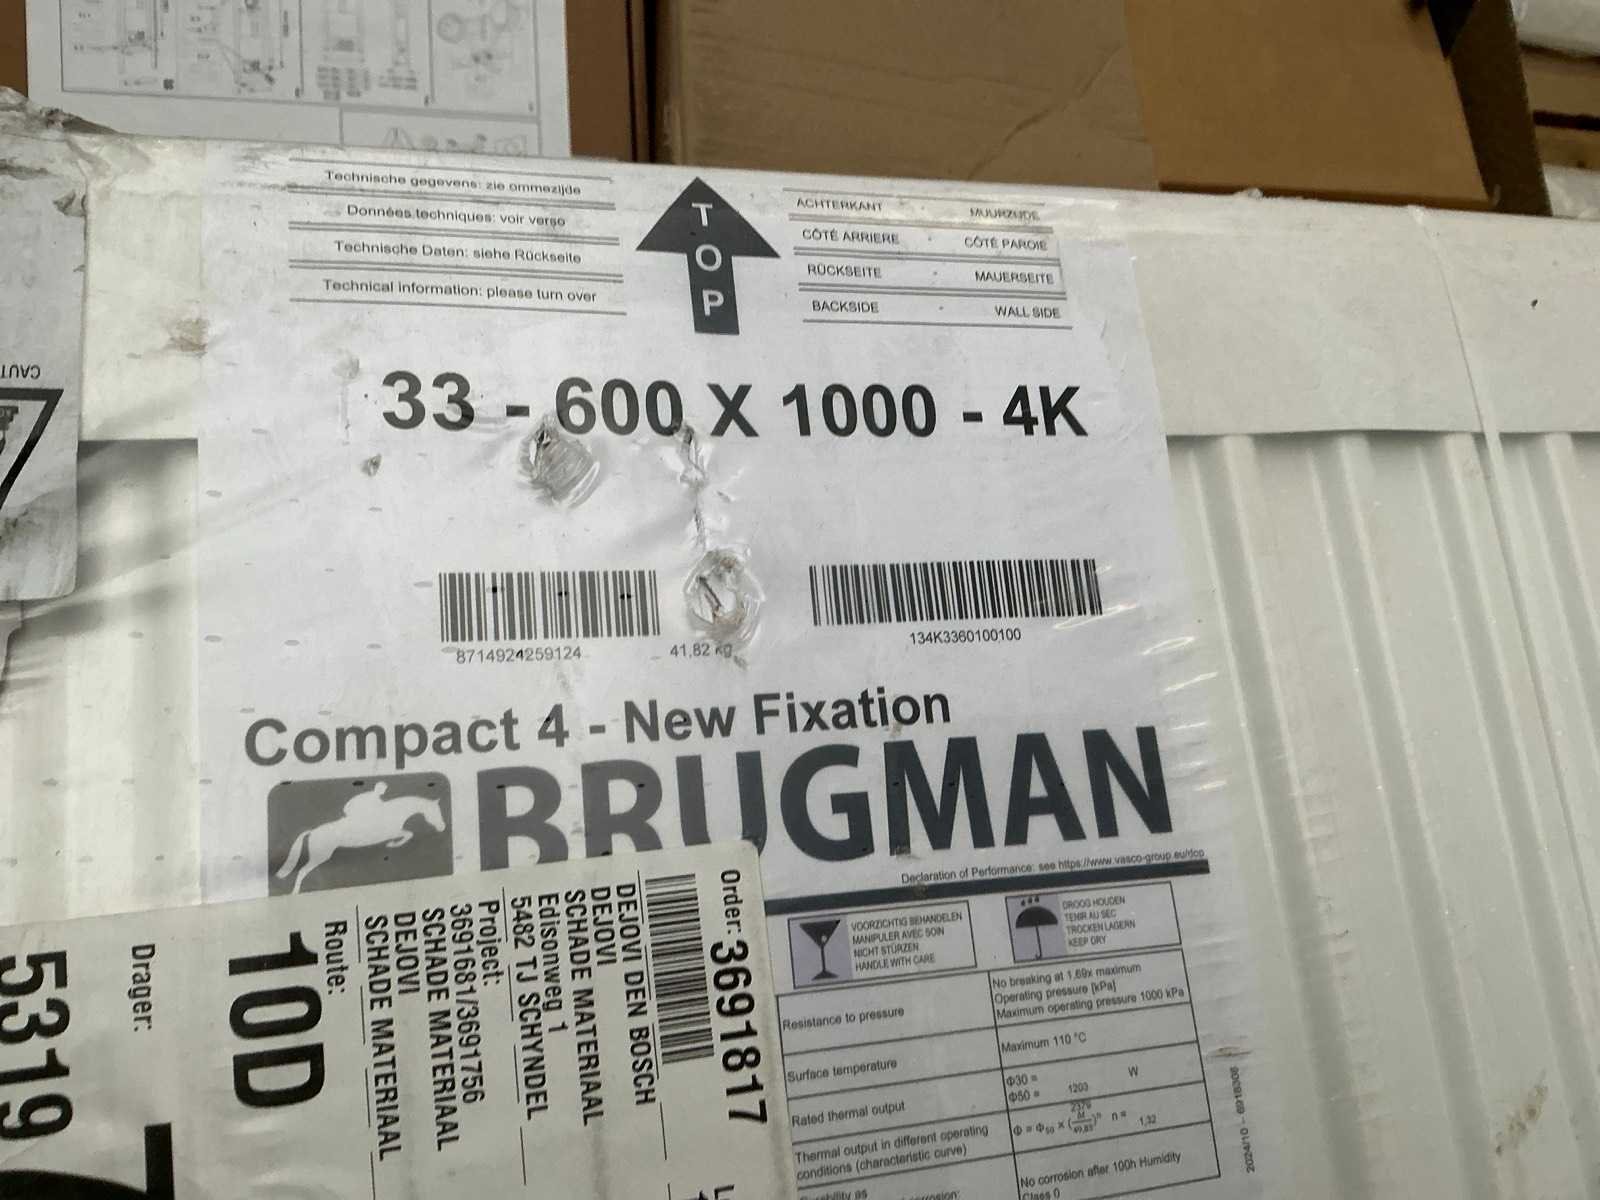 Technische gegevens: zie ommezijde
Données techniques: voir verso
Technische Daten: siehe Rückseite
Technical information: please turn over
TOP
ACHTERKANT - MUURZIJDE
CÔTÉ ARRIERE - CÔTÉ PAROIE
RÜCKSEITE - MAUERSEITE
BACKSIDE - WALL SIDE
CAUT
33 - 600 X 1000 - 4K
8714924259124
41,82 kg
134K3360100100
Compact 4 - New Fixation
BRUGMAN
Declaration of Performance: see https://www.vasco-group.eu/dop
VOORZICHTIG BEHANDELEN
MANIPULER AVEC SOIN
NICHT STÜRZEN
HANDLE WITH CARE
DROOG HOUDEN
TENIR AU SEC
TROCKEN LAGERN
KEEP DRY
Resistance to pressure
No breaking at 1,69x maximum
Operating pressure [kPa]
Maximum operating pressure 1000 kPa
Surface temperature
Maximum 110 °C
Rated thermal output
Φ30 =
Φ50 = 1203 W
2379
Thermal output in different operating
conditions (characteristic curve)
n = 1,32
No corrosion after 100h Humidity
Class 0
2024/10
Order: 3691817
DEJOVI DEN BOSCH
DEJOVI
SCHADE MATERIAAL
Edisonweg 1
5482 TJ SCHYNDEL
Project:
3691681/3691756
SCHADE MATERIAAL
DEJOVI
SCHADE MATERIAAL
Route:
10D
Drager:
5319